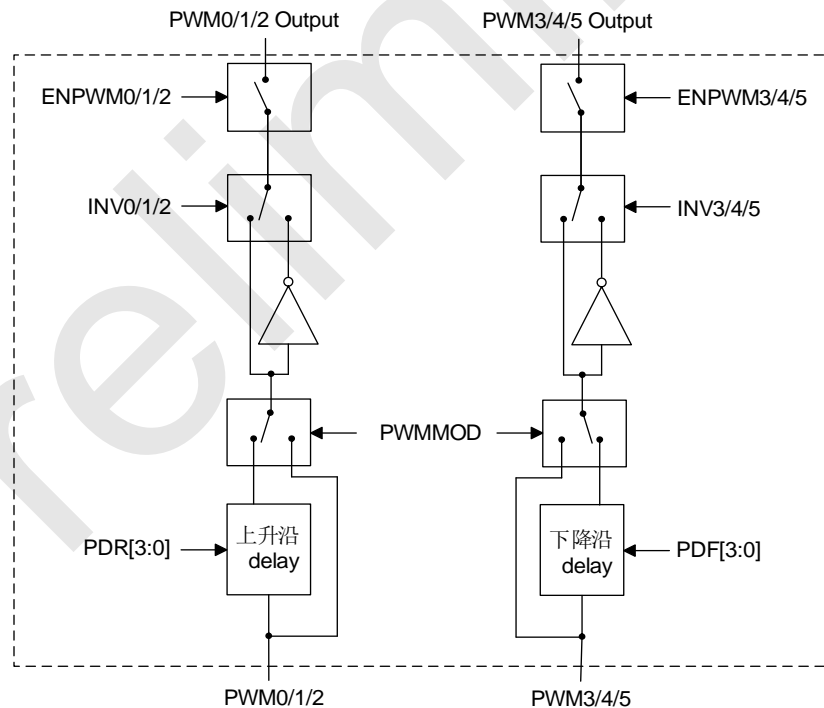 PWM0/1/2 Output
PWM3/4/5 Output
ENPWM0/1/2
ENPWM3/4/5
INV0/1/2
INV3/4/5
PWMMOD
PDR[3:0]
上升沿
delay
下降沿
delay
PDF[3:0]
PWM0/1/2
PWM3/4/5
relimi